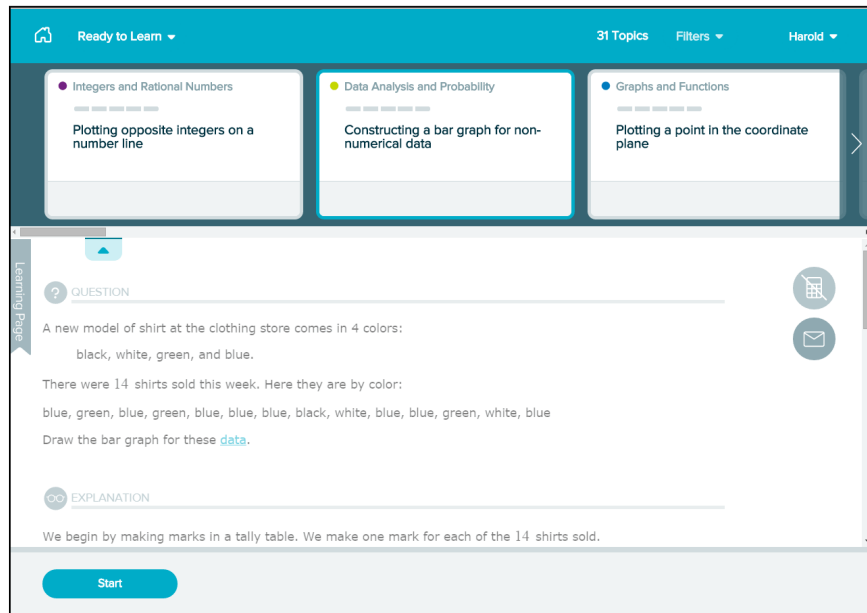 Ready to Learn
31 Topics
Filters
Harold
Integers and Rational Numbers
Plotting opposite integers on a
number line
Data Analysis and Probability
Constructing a bar graph for non-
numerical data
Graphs and Functions
Plotting a point in the coordinate
plane
Learning Page
QUESTION
A new model of shirt at the clothing store comes in 4 colors:
black, white, green, and blue.
There were 14 shirts sold this week. Here they are by color:
blue, green, blue, green, blue, blue, blue, black, white, blue, blue, green, white, blue
Draw the bar graph for these data.
EXPLANATION
We begin by making marks in a tally table. We make one mark for each of the 14 shirts sold.
Start